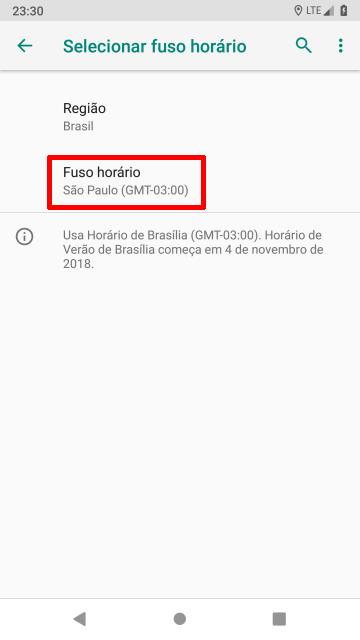 23:30
LTE
Selecionar fuso horário
Região
Brasil
Fuso horário
São Paulo (GMT-03:00)
Usa Horário de Brasília (GMT-03:00). Horário de
Verão de Brasília começa em 4 de novembro de
2018.